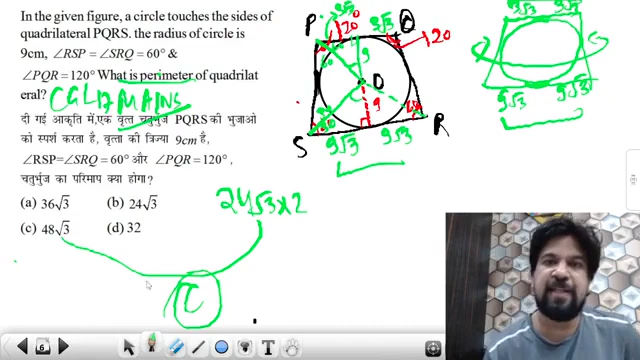 In the given figure, a circle touches the sides of
quadrilateral PQRS. the radius of circle is
9cm, ∠RSP = ∠SRQ = 60° &
∠PQR = 120° What is perimeter of quadrilat
eral? CGL 17 MAINS
दी गई आकृति में,एक वृत्त चतुर्भुज PQRS की भुजाओ
को स्पर्श करता है, वृत्ता की त्रिज्या 9cm है,
∠RSP=∠SRQ = 60° और ∠PQR = 120° ,
चतुर्भुज का परिमाप क्या होगा?
(a) 36√3 (b) 24√3
(c) 48√3 (d) 32
24√3×2
C
P
Q
120
120°
9
O
9
S
R
9√3 9√3
9√3 9√3
6